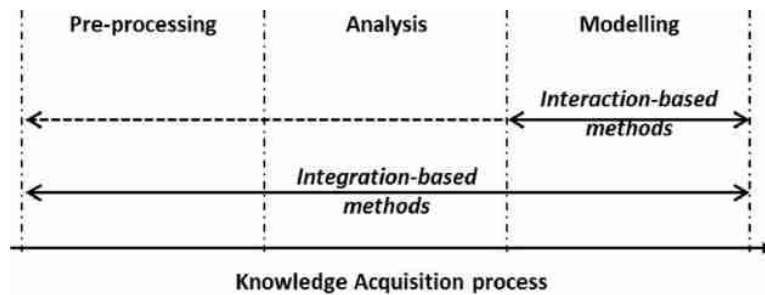 Pre-processing Analysis Modelling
Interaction-based
methods
Integration-based
methods
Knowledge Acquisition process